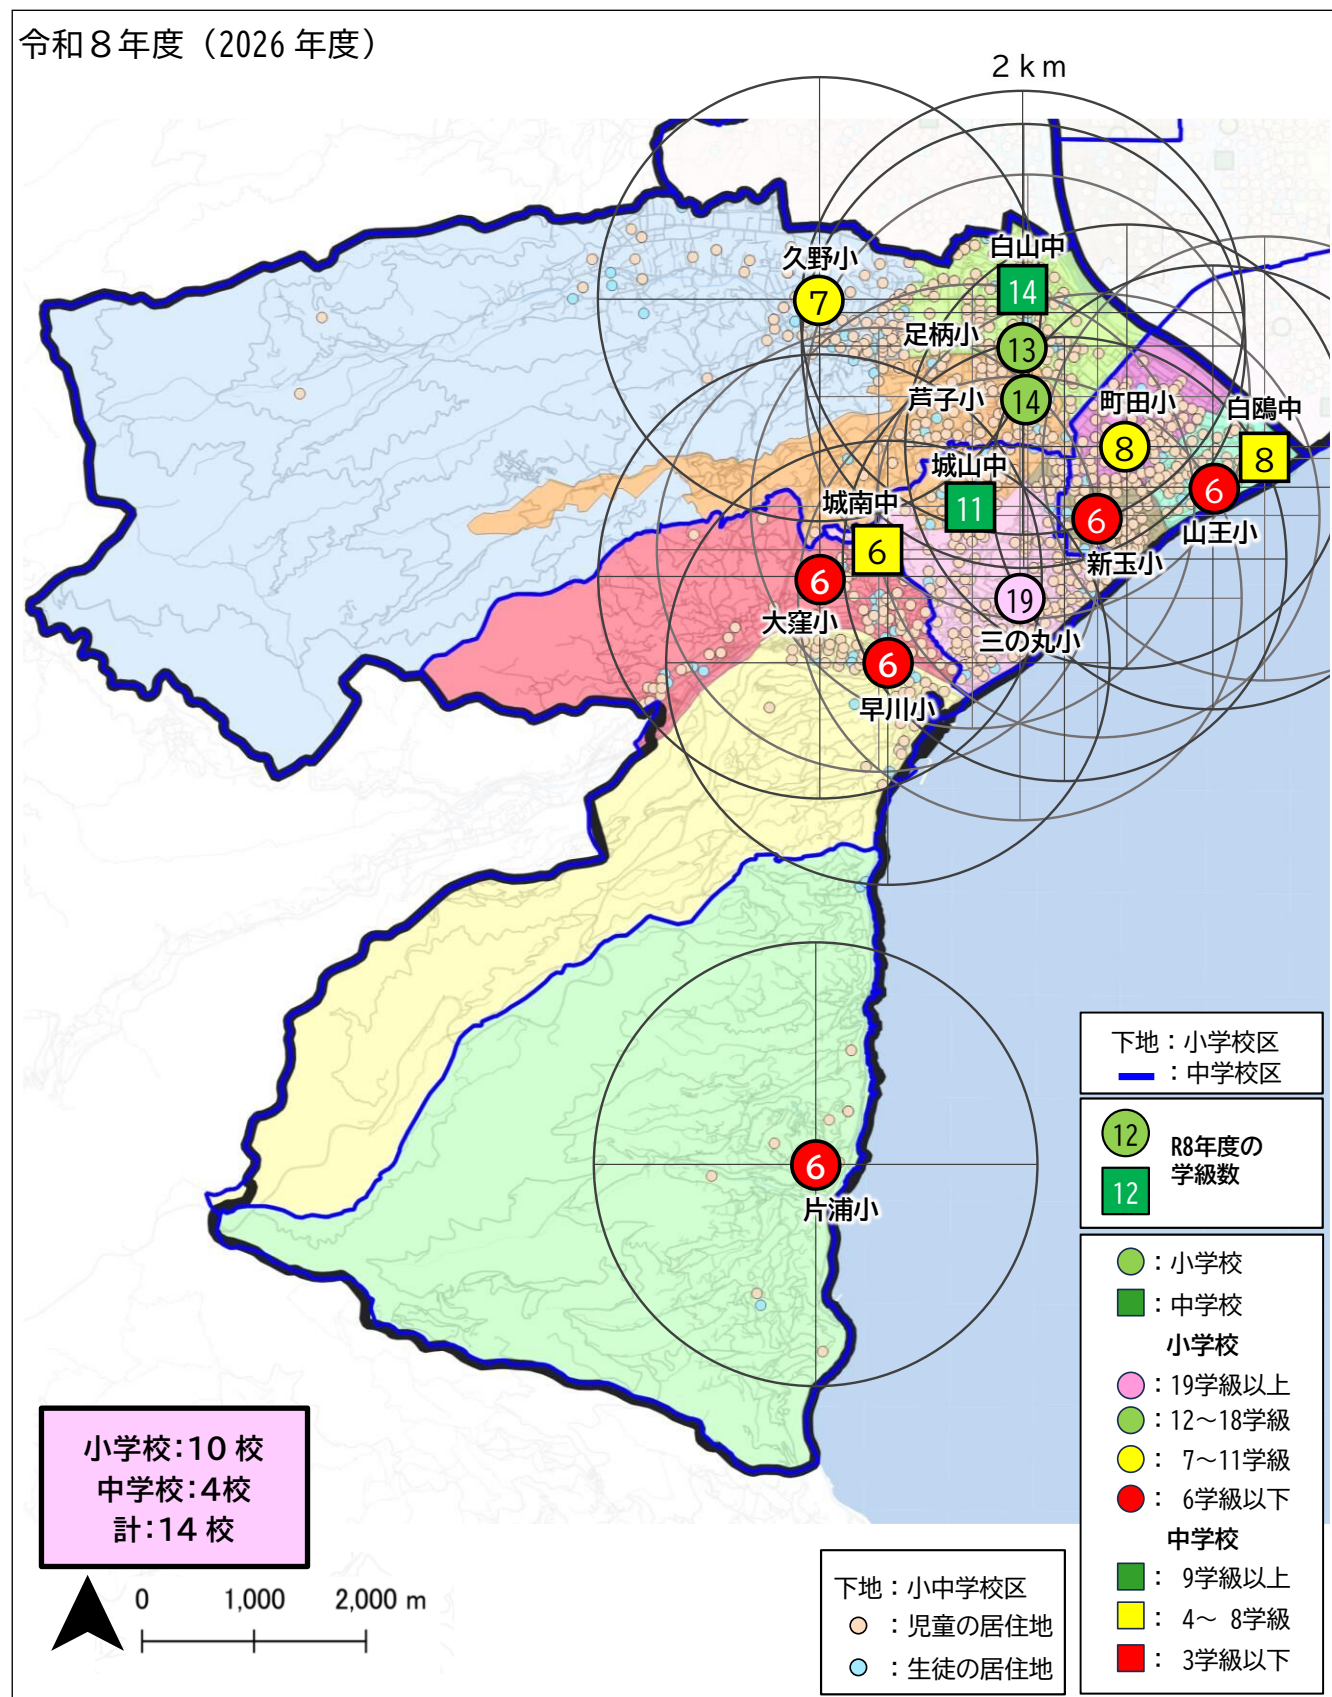 令和８年度（2026 年度）
２ｋｍ
白山中
久野小
14
7
足柄小
13
芦子小
14
町田小
白鴎中
8
8
城山中
6
城南中
11
6
山王小
6
新玉小
6
19
大窪小
三の丸小
6
早川小
6
片浦小
下地：小学校区
：中学校区
12
R8年度の
学級数
12
：小学校
：中学校
小学校
：19学級以上
：12～18学級
： 7～11学級
： 6学級以下
中学校
： 9学級以上
： 4～ 8学級
： 3学級以下
小学校：10 校
中学校：4校
計：14 校
0 1,000 2,000 m
下地：小中学校区
：児童の居住地
：生徒の居住地